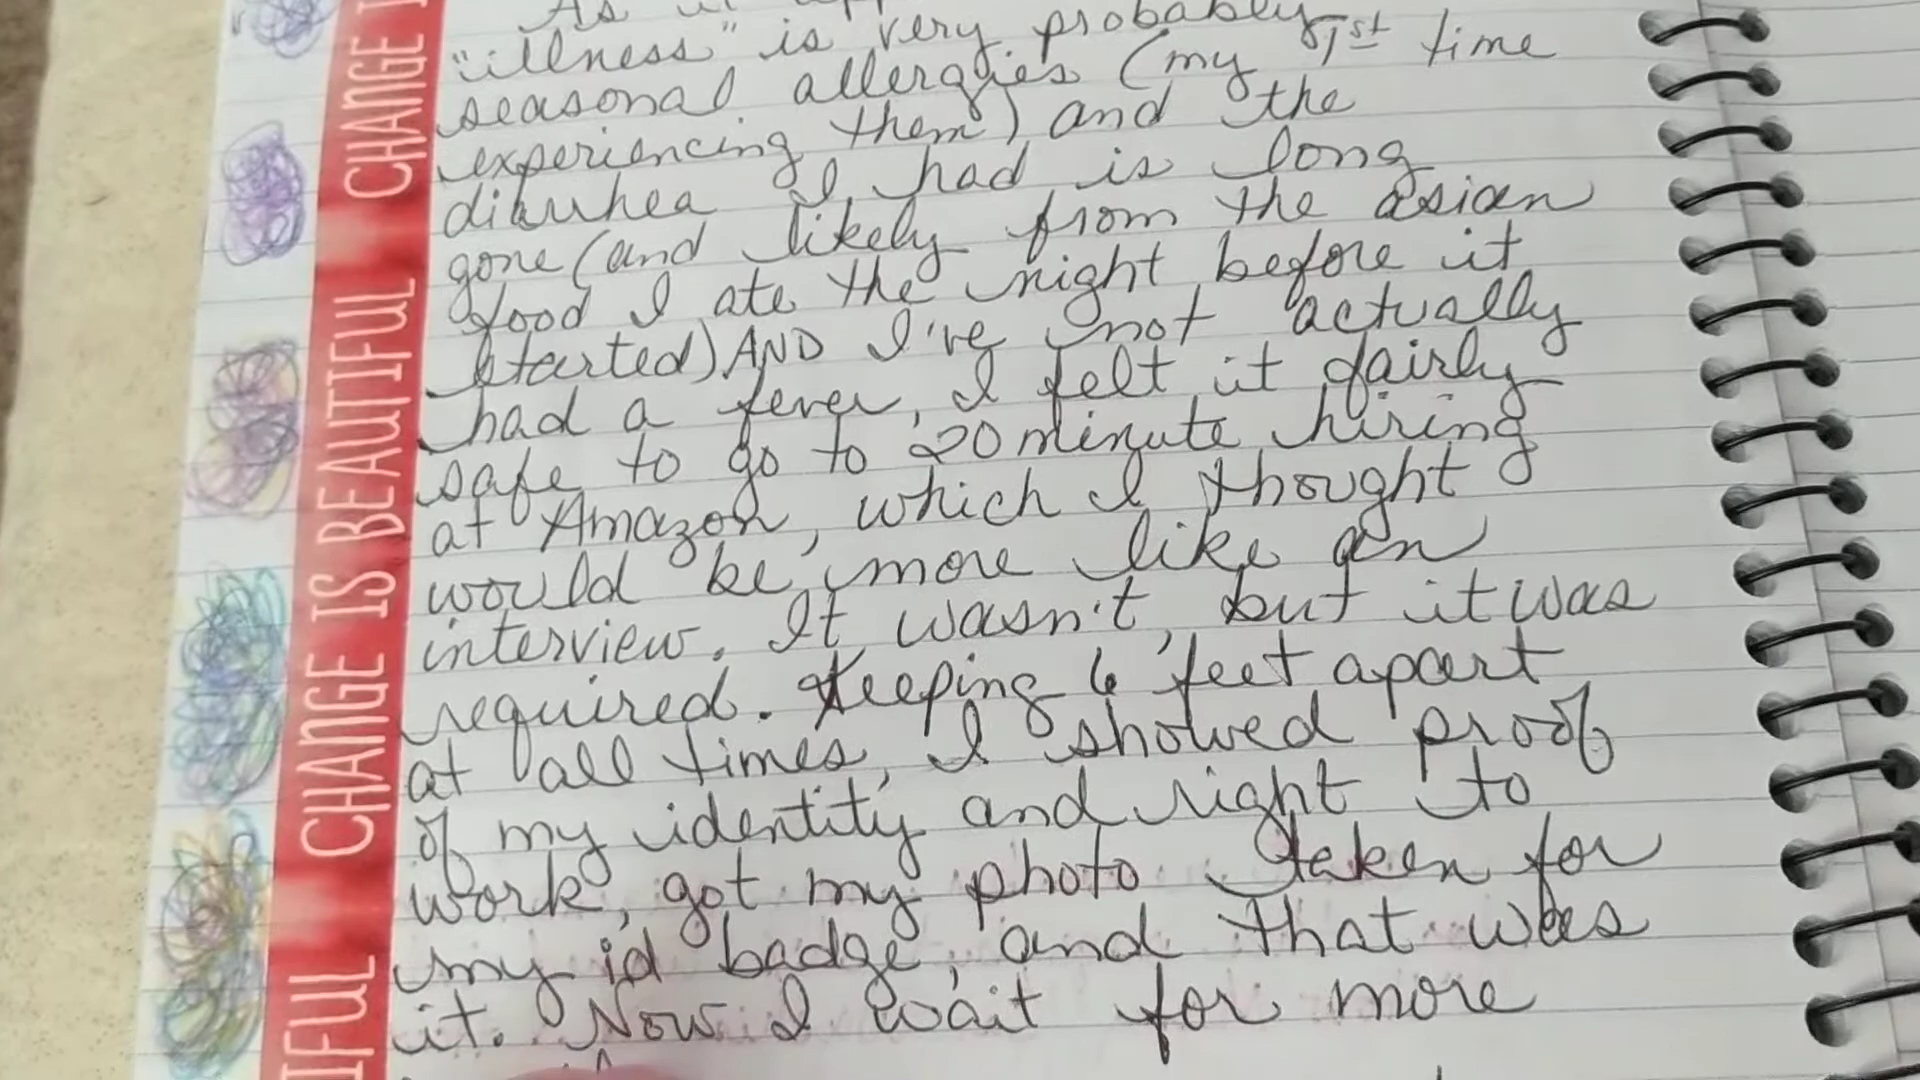 As it
"illness" is very probably
seasonal allergies (my 1st time
experiencing them) and the
diarrhea I had is long
gone (and likely from the asian
food I ate the night before it
started) AND I've not actually
had a fever, I felt it fairly
safe to go to 20 minute hiring
at Amazon, which I thought
would be more like an
interview. It wasn't, but it was
required. Keeping 6 feet apart
at all times, I showed proof
of my identity and right to
work, got my photo taken for
my id badge, and that was
it. Now I wait for more
CHANGE I
CHANGE IS BEAUTIFUL
IFUL